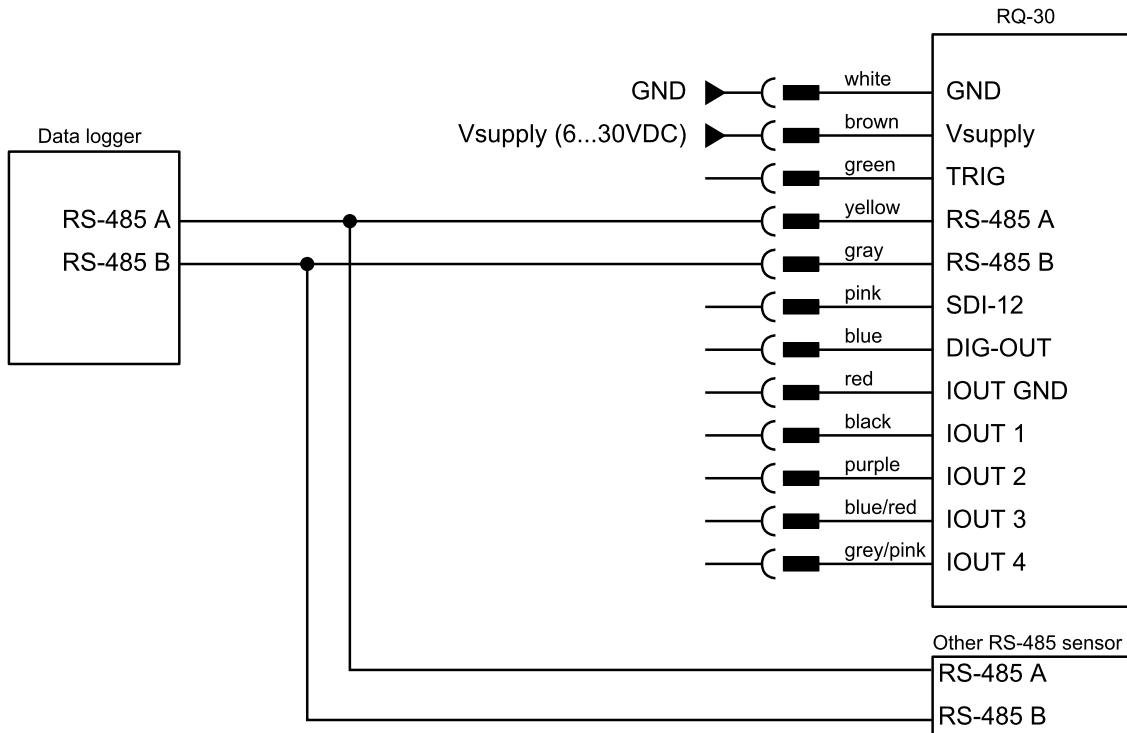 RQ-30
GND white GND
Vsupply (6...30VDC) brown Vsupply
Data logger
green TRIG
RS-485 A yellow RS-485 A
RS-485 B gray RS-485 B
pink SDI-12
blue DIG-OUT
red IOUT GND
black IOUT 1
purple IOUT 2
blue/red IOUT 3
grey/pink IOUT 4
Other RS-485 sensor
RS-485 A
RS-485 B